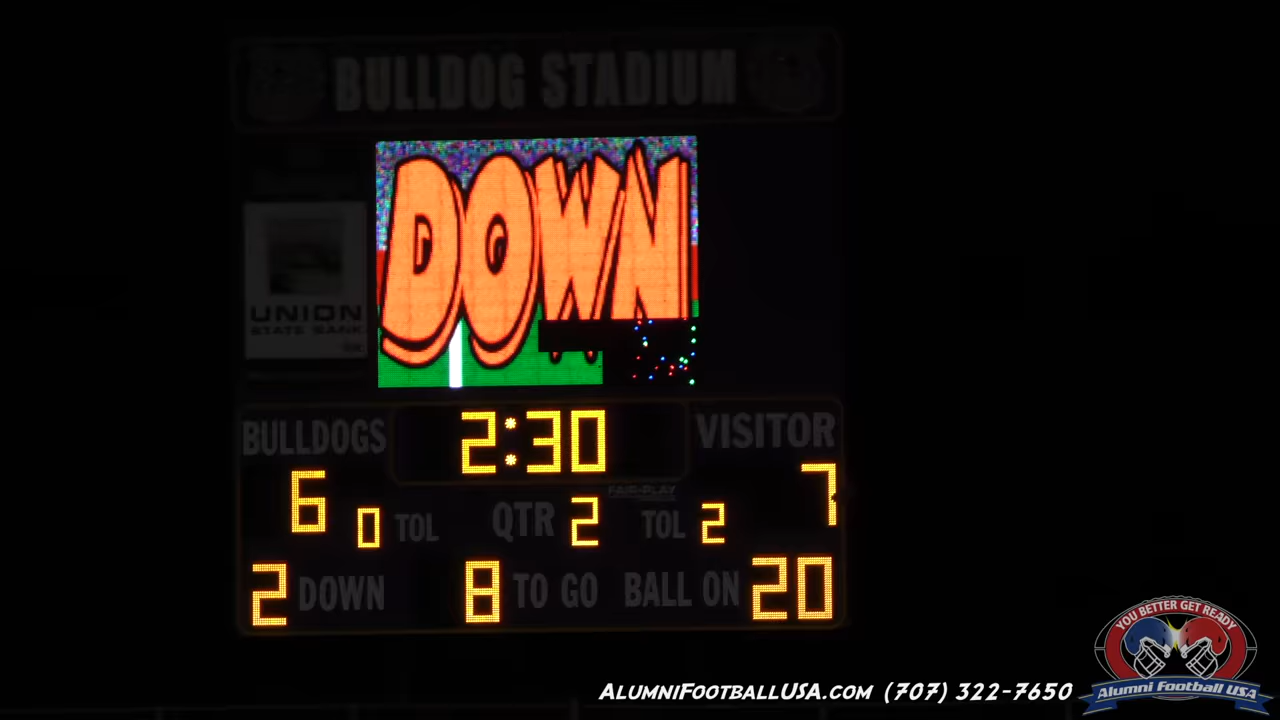 BULLDOG STADIUM
DOWN
UNION
STATE BANK
BULLDOGS 2:30 VISITOR
FAIR-PLAY
6 0 TOL QTR 2 TOL 2 7
2 DOWN 8 TO GO BALL ON 20
YOU BETTER GET READY
Alumni Football USA
ALUMNIFOOTBALLUSA.COM (707) 322-7650